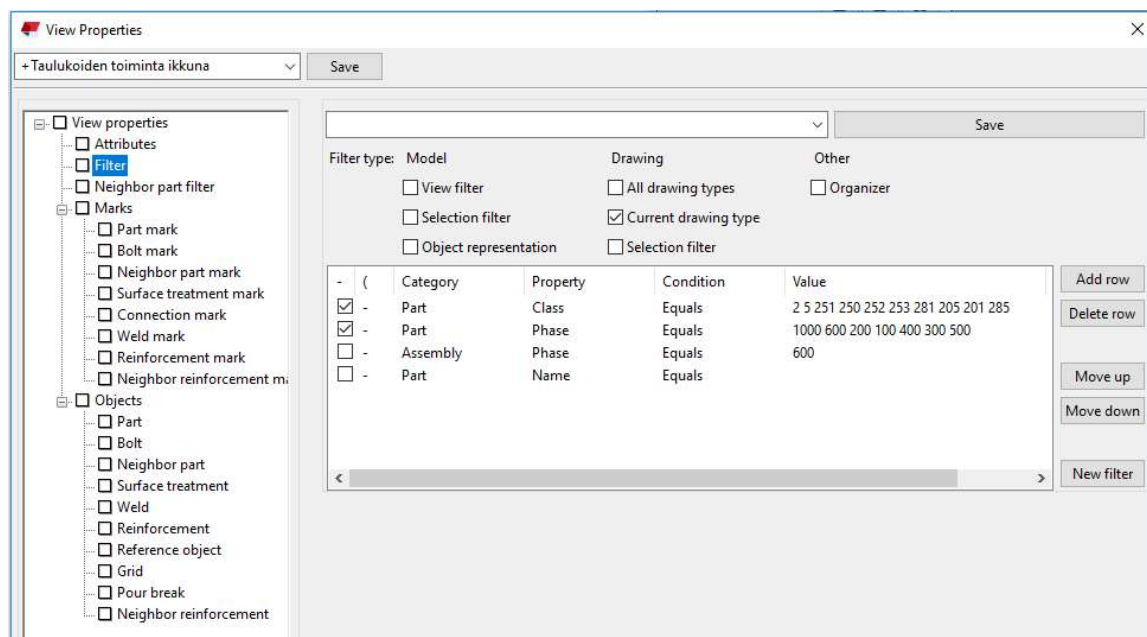 View Properties
+Taulukoiden toiminta ikkuna Save
View properties
Attributes
Filter
Neighbor part filter
Marks
Part mark
Bolt mark
Neighbor part mark
Surface treatment mark
Connection mark
Weld mark
Reinforcement mark
Neighbor reinforcement ma
Objects
Part
Bolt
Neighbor part
Surface treatment
Weld
Reinforcement
Reference object
Grid
Pour break
Neighbor reinforcement
Save
Filter type: Model Drawing Other
View filter All drawing types Organizer
Selection filter Current drawing type
Object representation Selection filter
- ( Category Property Condition Value
- Part Class Equals 2 5 251 250 252 253 281 205 201 285
- Part Phase Equals 1000 600 200 100 400 300 500
- Assembly Phase Equals 600
- Part Name Equals
Add row
Delete row
Move up
Move down
New filter